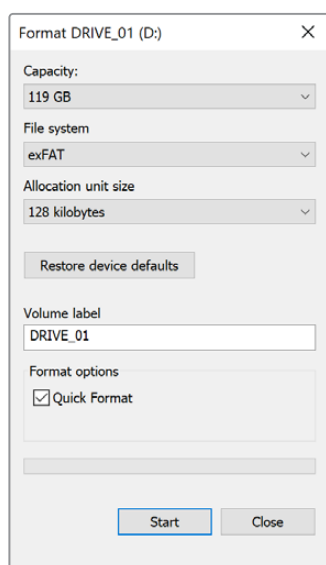 Format DRIVE_01 (D:)
Capacity:
119 GB
File system
exFAT
Allocation unit size
128 kilobytes
Restore device defaults
Volume label
DRIVE_01
Format options
Quick Format
Start
Close